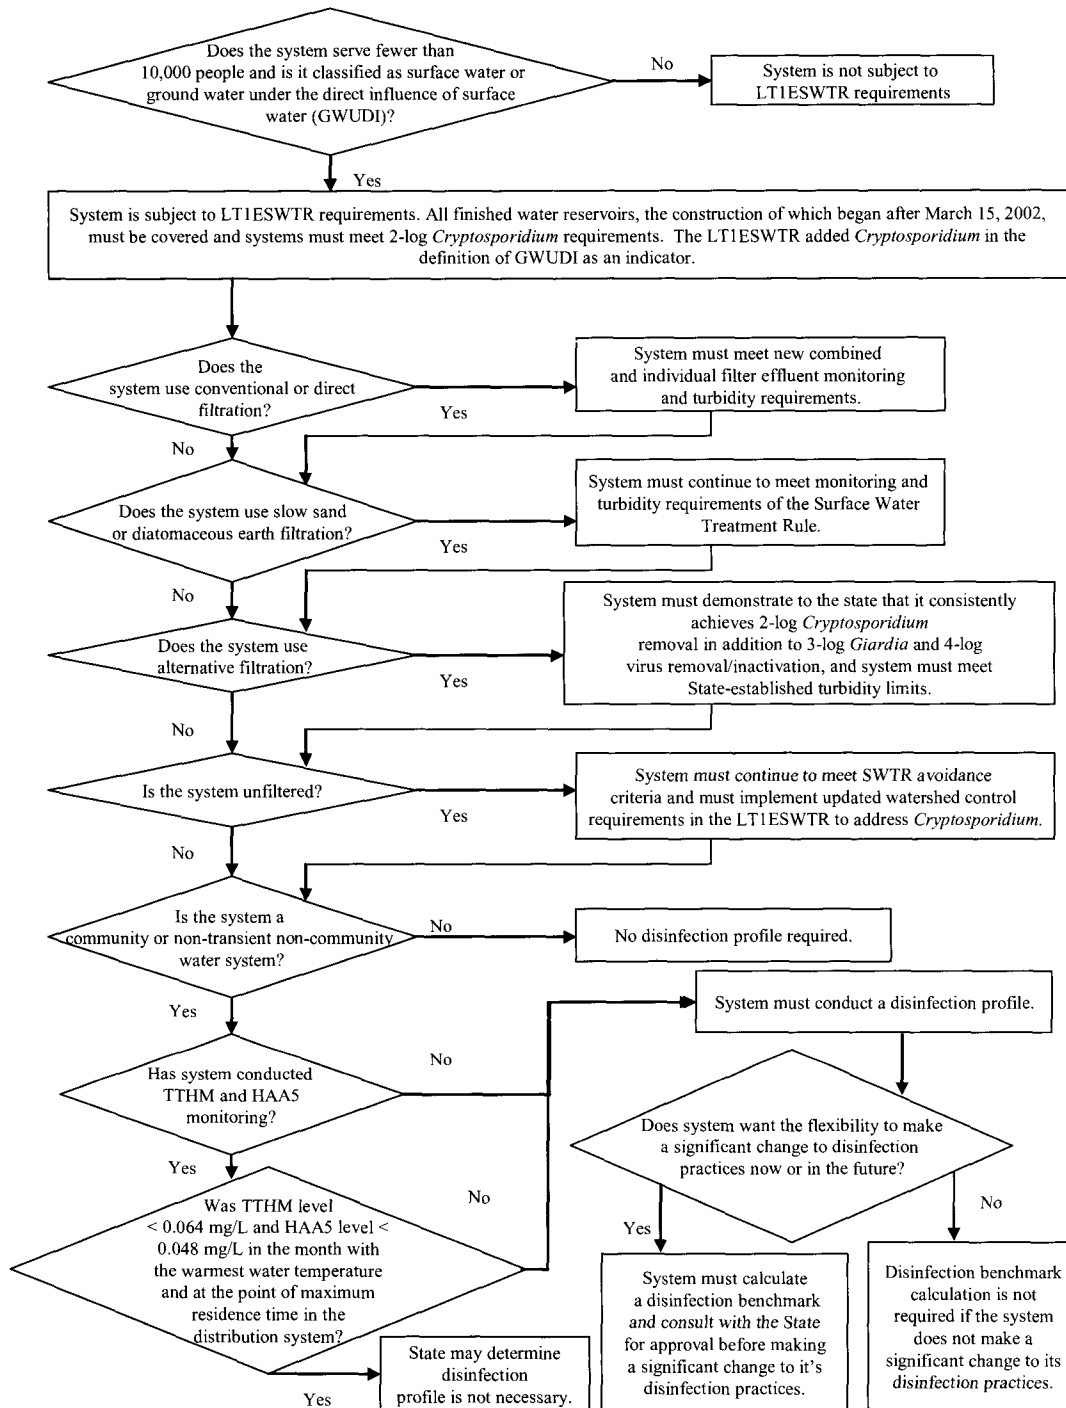 Does the system serve fewer than
10,000 people and is it classified as surface water or
ground water under the direct influence of surface
water (GWUDI)?
No
System is not subject to
LT1ESWTR requirements
Yes
System is subject to LT1ESWTR requirements. All finished water reservoirs, the construction of which began after March 15, 2002,
must be covered and systems must meet 2-log Cryptosporidium requirements. The LT1ESWTR added Cryptosporidium in the
definition of GWUDI as an indicator.
Does the
system use conventional or direct
filtration?
Yes
System must meet new combined
and individual filter effluent monitoring
and turbidity requirements.
No
Does the system use slow sand
or diatomaceous earth filtration?
Yes
System must continue to meet monitoring and
turbidity requirements of the Surface Water
Treatment Rule.
No
Does the system use
alternative filtration?
Yes
System must demonstrate to the state that it consistently
achieves 2-log Cryptosporidium
removal in addition to 3-log Giardia and 4-log
virus removal/inactivation, and system must meet
State-established turbidity limits.
No
Is the system unfiltered?
Yes
System must continue to meet SWTR avoidance
criteria and must implement updated watershed control
requirements in the LT1ESWTR to address Cryptosporidium.
No
Is the system a
community or non-transient non-community
water system?
No
No disinfection profile required.
Yes
Has system conducted
TTHM and HAA5
monitoring?
No
System must conduct a disinfection profile.
Yes
Was TTHM level
< 0.064 mg/L and HAA5 level <
0.048 mg/L in the month with
the warmest water temperature
and at the point of maximum
residence time in the
distribution system?
No
Yes
State may determine
disinfection
profile is not necessary.
Does system want the flexibility to make
a significant change to disinfection
practices now or in the future?
Yes
System must calculate
a disinfection benchmark
and consult with the State
for approval before making
a significant change to it's
disinfection practices.
No
Disinfection benchmark
calculation is not
required if the system
does not make a
significant change to its
disinfection practices.